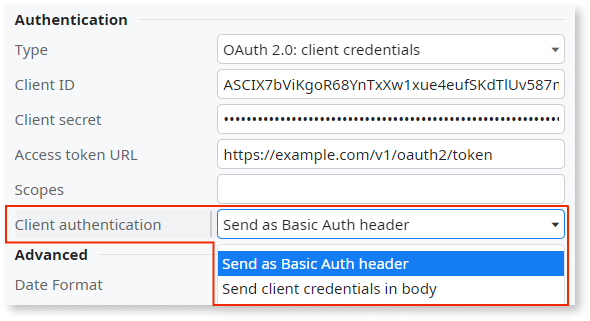 Authentication
Type OAuth 2.0: client credentials
Client ID ASCIX7bViKgoR68YnTxXw1xue4eufSKdTlUv587
Client secret ••••••••••••••••••••••••••••••••••••••••••••••••••••••••
Access token URL https://example.com/v1/oauth2/token
Scopes
Client authentication Send as Basic Auth header
Send as Basic Auth header
Advanced
Send client credentials in body
Date Format